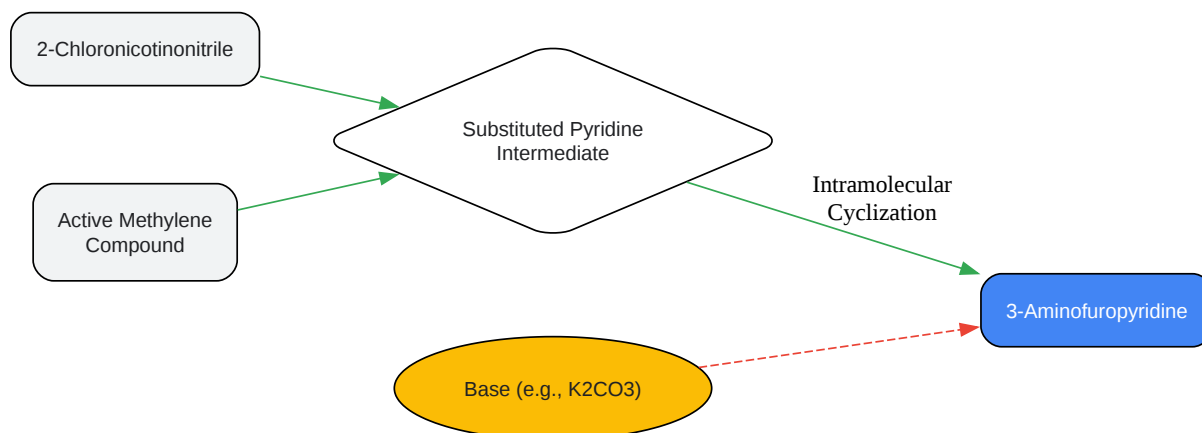 2-Chloronicotinonitrile
Substituted Pyridine
Intermediate
Active Methylene
Compound
Intramolecular
Cyclization
3-Aminofuropyridine
Base (e.g., K2CO3)